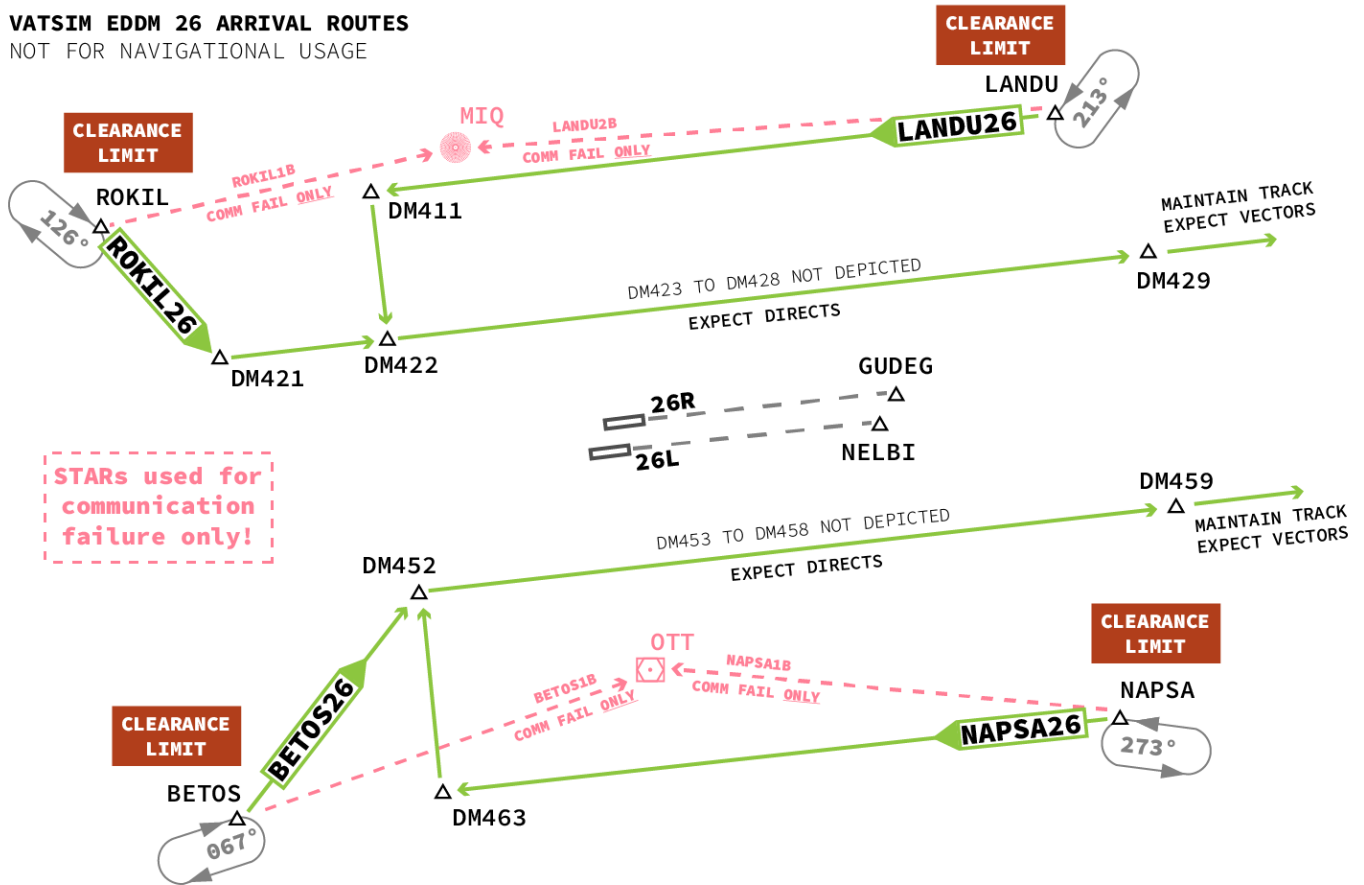 VATSIM EDDM 26 ARRIVAL ROUTES
NOT FOR NAVIGATIONAL USAGE
CLEARANCE
LIMIT
LANDU
213°
LANDU26
MIQ
LANDU2B
COMM FAIL ONLY
CLEARANCE
LIMIT
ROKIL
126°
ROKIL1B
COMM FAIL ONLY
ROKIL26
DM411
MAINTAIN TRACK
EXPECT VECTORS
DM429
DM423 TO DM428 NOT DEPICTED
EXPECT DIRECTS
DM422
DM421
GUDEG
26R
NELBI
26L
STARs used for
communication
failure only!
DM459
MAINTAIN TRACK
EXPECT VECTORS
DM453 TO DM458 NOT DEPICTED
EXPECT DIRECTS
DM452
CLEARANCE
LIMIT
NAPSA
273°
NAPSA26
OTT
NAPSA1B
COMM FAIL ONLY
BETOS1B
COMM FAIL ONLY
BETOS26
CLEARANCE
LIMIT
BETOS
067°
DM463